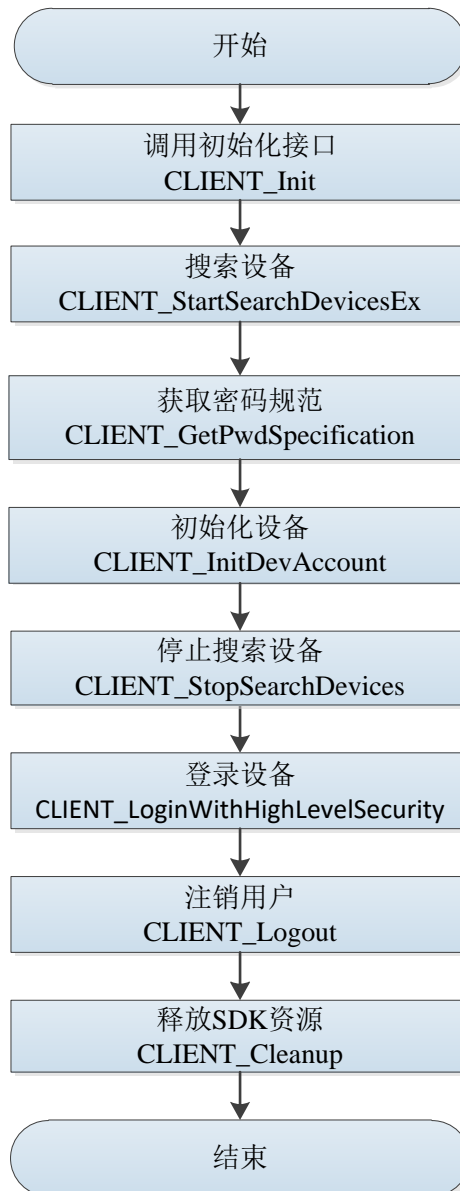 开始
调用初始化接口
CLIENT_Init
搜索设备
CLIENT_StartSearchDevicesEx
获取密码规范
CLIENT_GetPwdSpecification
初始化设备
CLIENT_InitDevAccount
停止搜索设备
CLIENT_StopSearchDevices
登录设备
CLIENT_LoginWithHighLevelSecurity
注销用户
CLIENT_Logout
释放SDK资源
CLIENT_Cleanup
结束